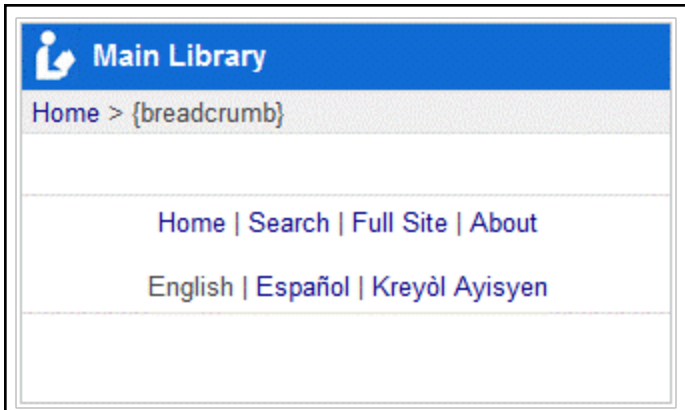 Main Library
Home > {breadcrumb}
Home | Search | Full Site | About
English | Español | Kreyòl Ayisyen